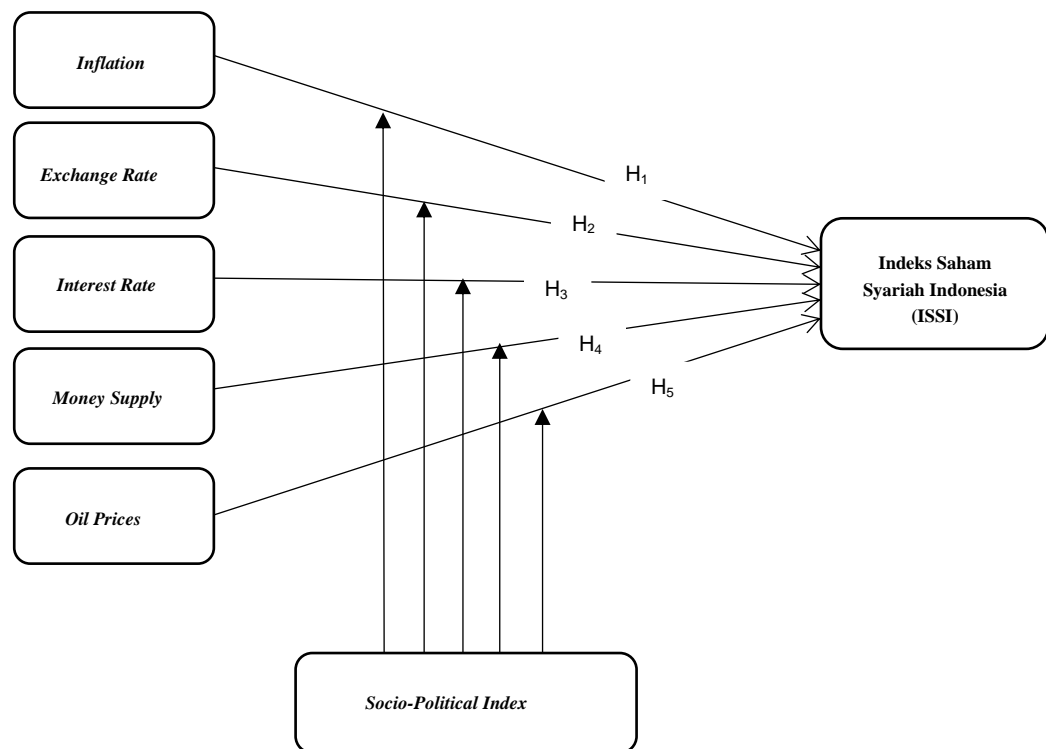 Inflation
Exchange Rate
Interest Rate
Money Supply
Oil Prices
H1
H2
H3
H4
H5
Indeks Saham
Syariah Indonesia
(ISSI)
Socio-Political Index